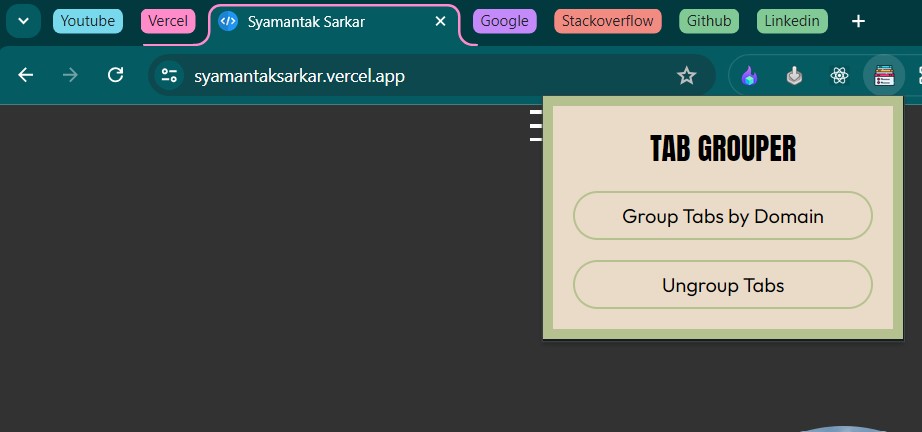 Youtube
Vercel
Syamantak Sarkar
Google
Stackoverflow
Github
Linkedin
syamantaksarkar.vercel.app
TAB GROUPER
Group Tabs by Domain
Ungroup Tabs